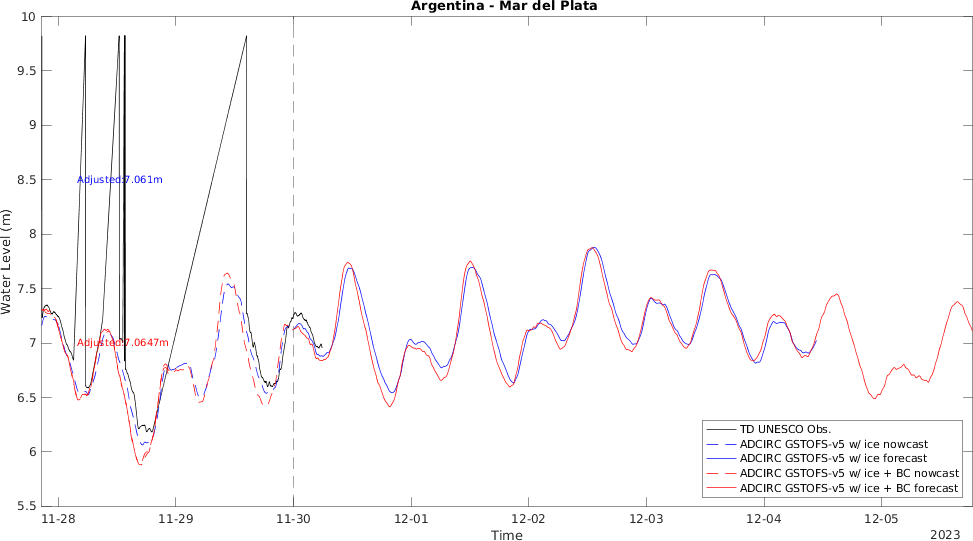 Argentina - Mar del Plata
10
9.5
9
8.5
8
7.5
7
6.5
6
5.5
Water Level (m)
Adjusted:7.061m
Adjusted:7.0647m
TD UNESCO Obs.
ADCIRC GSTOFS-v5 w/ ice nowcast
ADCIRC GSTOFS-v5 w/ ice forecast
ADCIRC GSTOFS-v5 w/ ice + BC nowcast
ADCIRC GSTOFS-v5 w/ ice + BC forecast
11-28
11-29
11-30
12-01
12-02
12-03
12-04
12-05
Time
2023